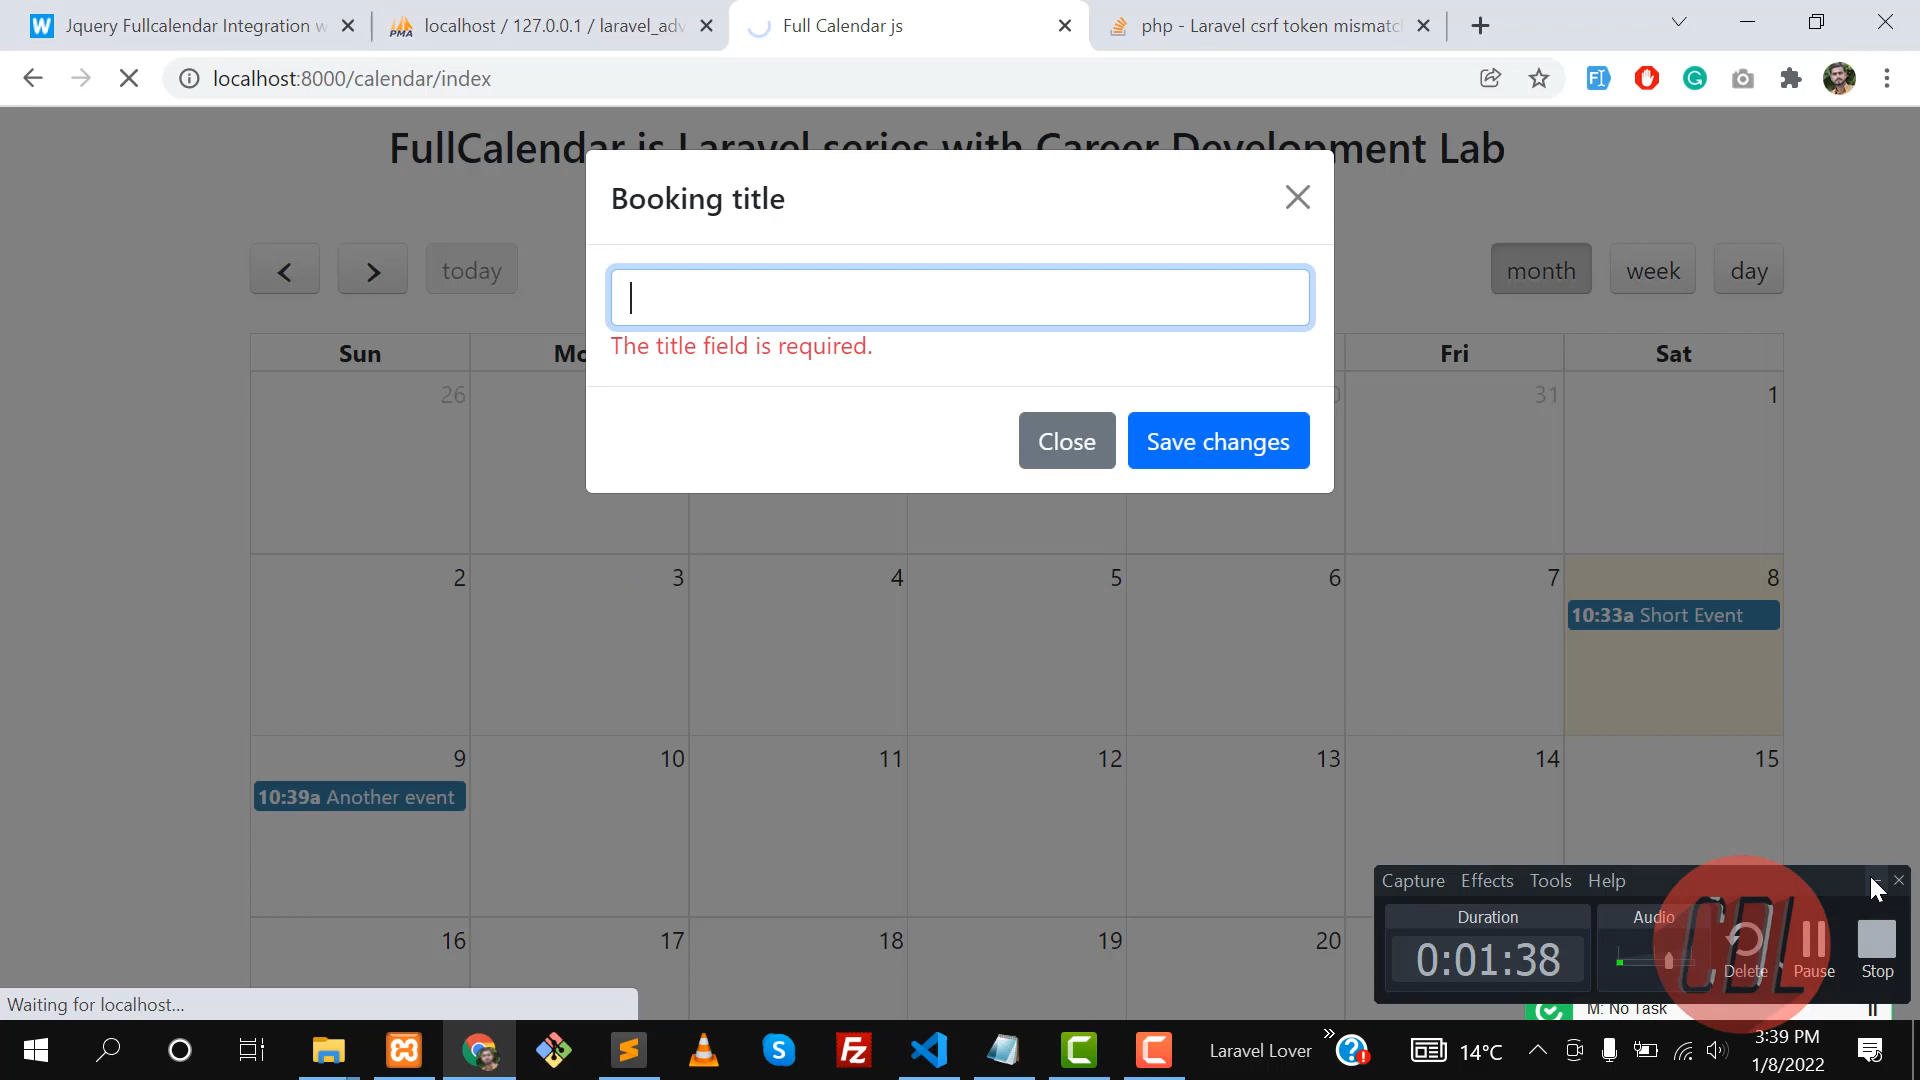 Jquery Fullcalendar Integration w
localhost / 127.0.0.1 / laravel_adv
Full Calendar js
php - Laravel csrf token mismatc
localhost:8000/calendar/index
FullCalendar js Laravel series with Career Development Lab
Booking title
The title field is required.
Close
Save changes
today
month
week
day
Sun
Mo
Fri
Sat
26
31
1
2
3
4
5
6
7
8
10:33a Short Event
9
10
11
12
13
14
15
10:39a Another event
16
17
18
19
20
Capture Effects Tools Help
Duration
Audio
0:01:38
Delete
Pause
Stop
CDL
M: No Task
Waiting for localhost...
Laravel Lover
14°C
3:39 PM
1/8/2022